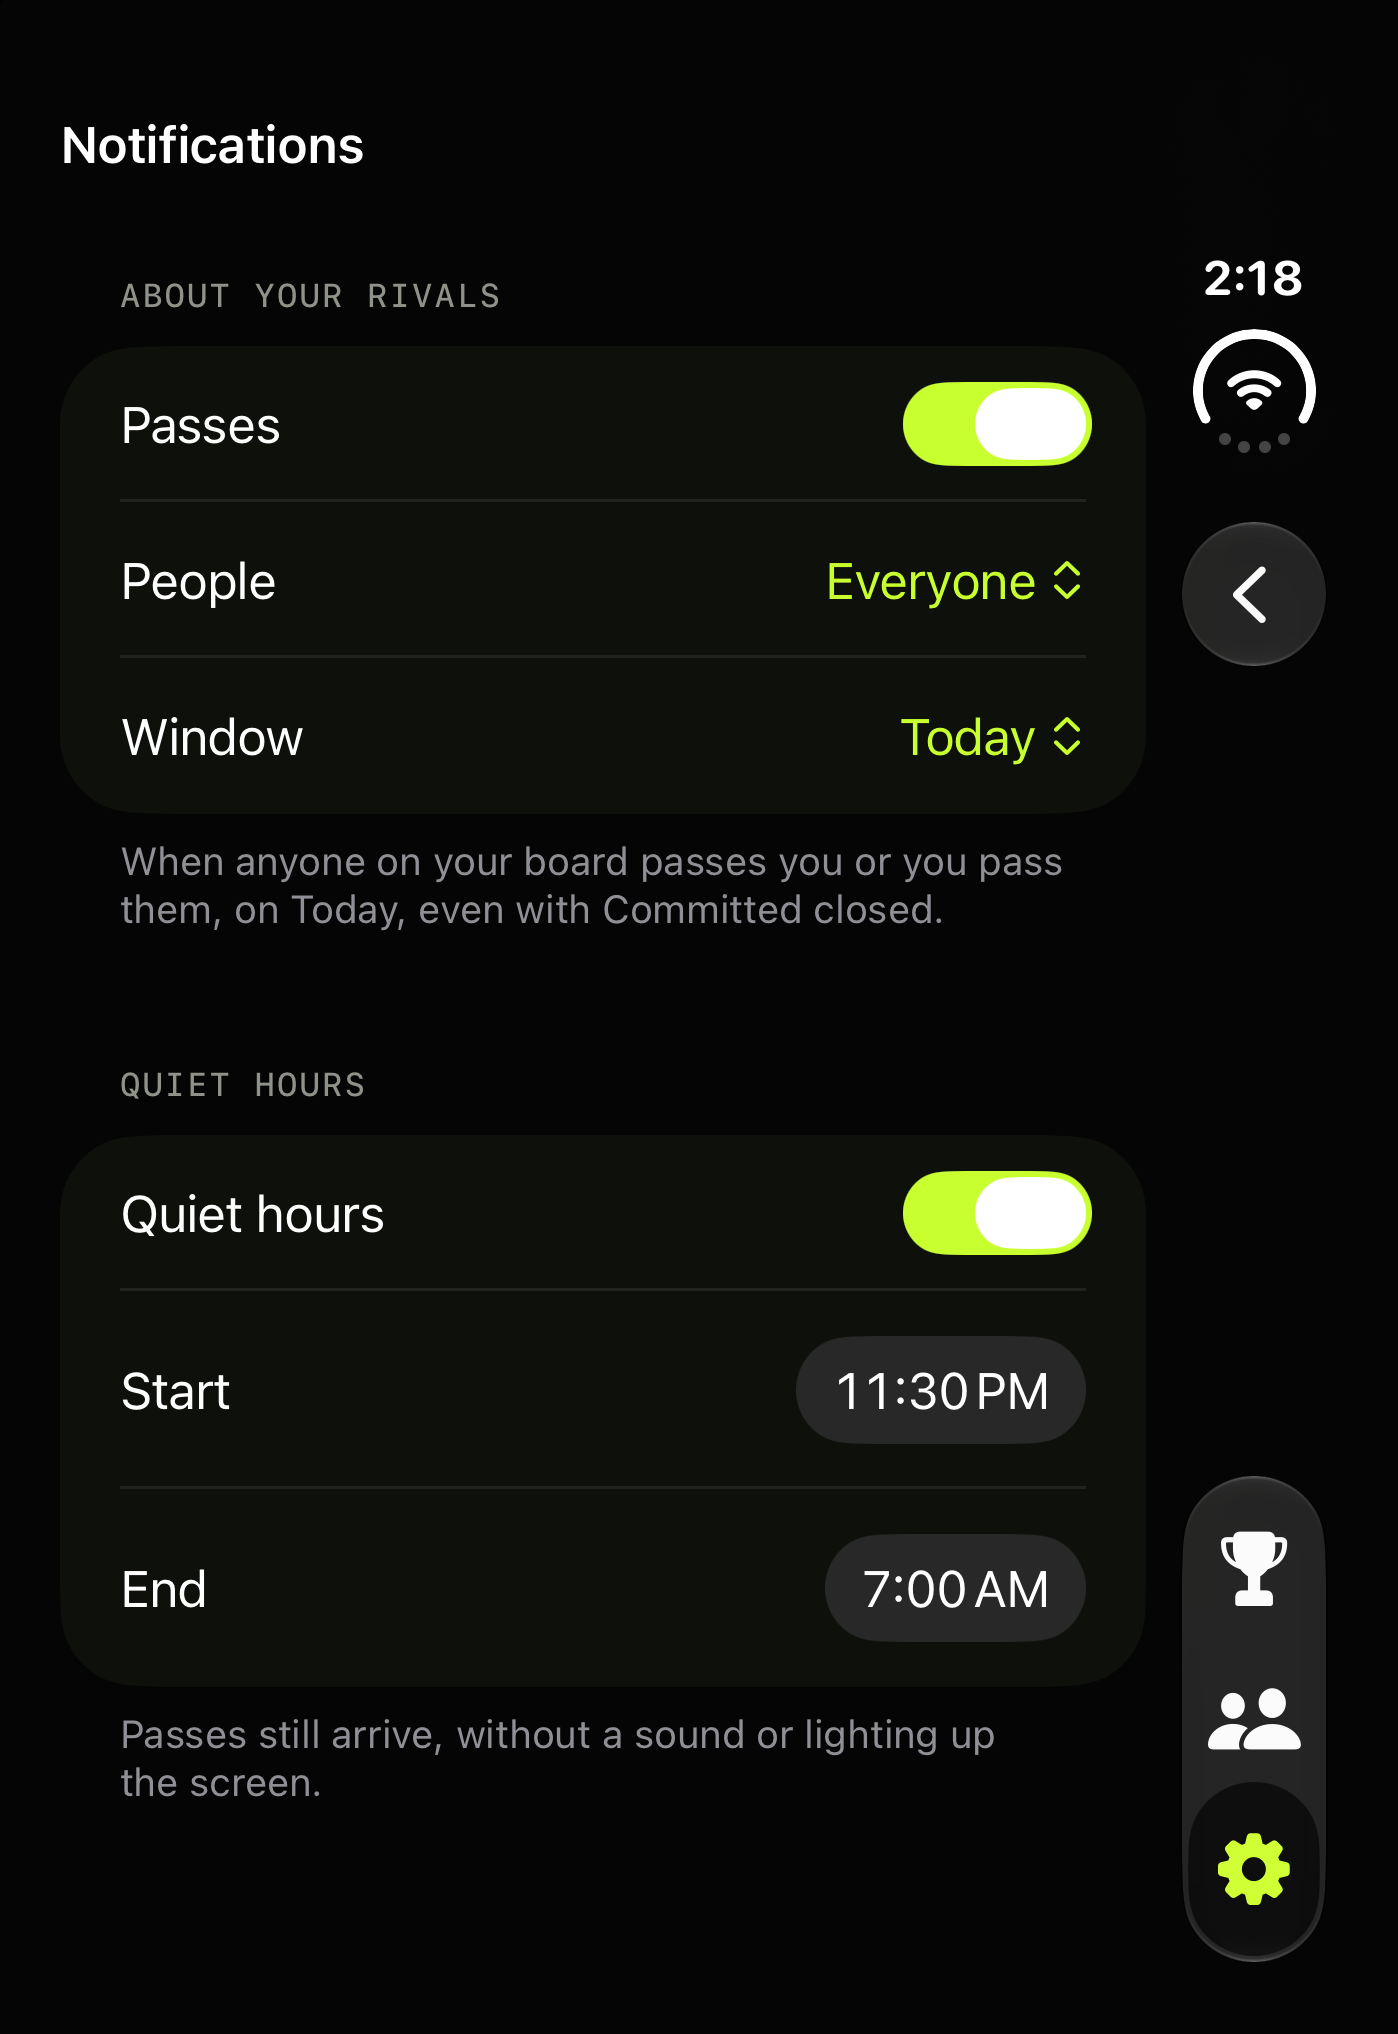 Notifications
2:18
ABOUT YOUR RIVALS
Passes
People Everyone
Window Today
When anyone on your board passes you or you pass
them, on Today, even with Committed closed.
QUIET HOURS
Quiet hours
Start 11:30 PM
End 7:00 AM
Passes still arrive, without a sound or lighting up
the screen.